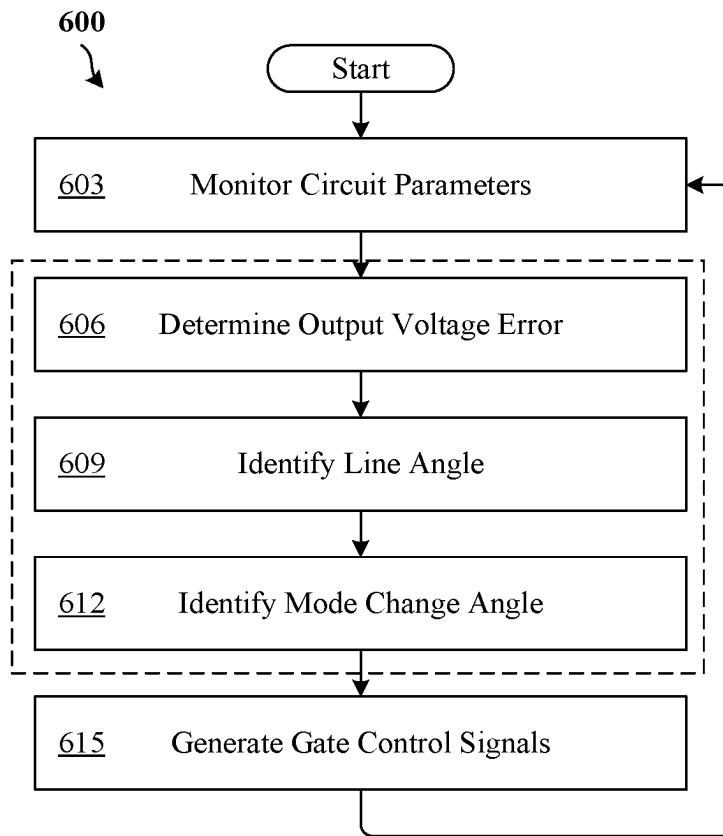 600
Start
603 Monitor Circuit Parameters
606 Determine Output Voltage Error
609 Identify Line Angle
612 Identify Mode Change Angle
615 Generate Gate Control Signals